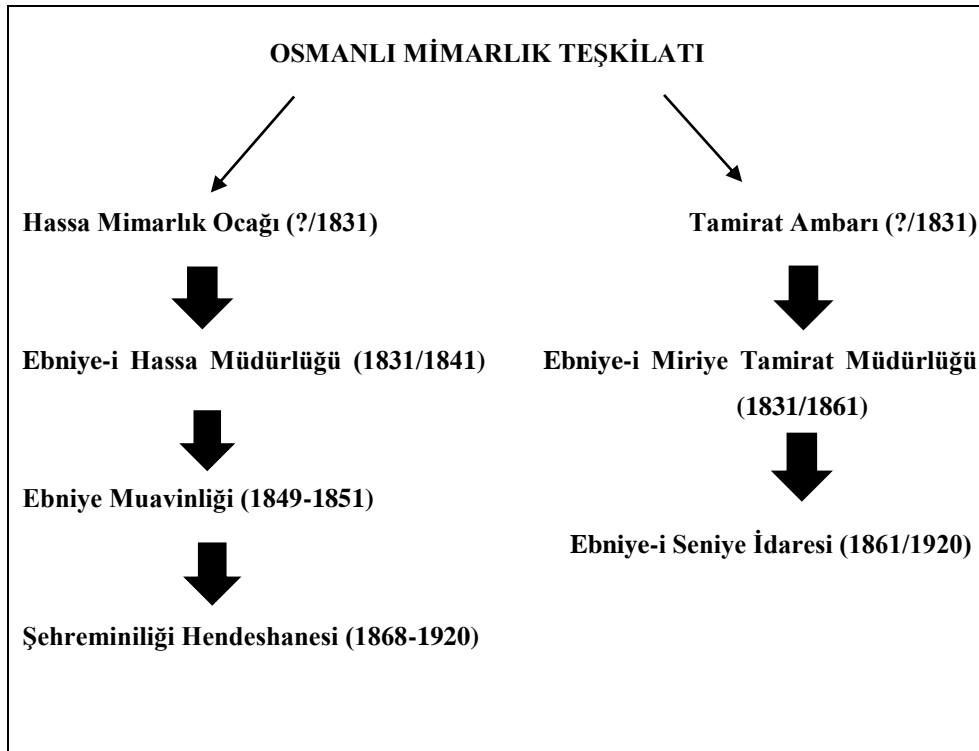 OSMANLI MİMARLIK TEŞKİLATI
Hassa Mimarlık Ocağı (?/1831)
Tamirat Ambarı (?/1831)
Ebniye-i Hassa Müdürlüğü (1831/1841)
Ebniye-i Miriye Tamirat Müdürlüğü
(1831/1861)
Ebniye Muavinliği (1849-1851)
Ebniye-i Seniye İdaresi (1861/1920)
Şehreminiliği Hendeshanesi (1868-1920)